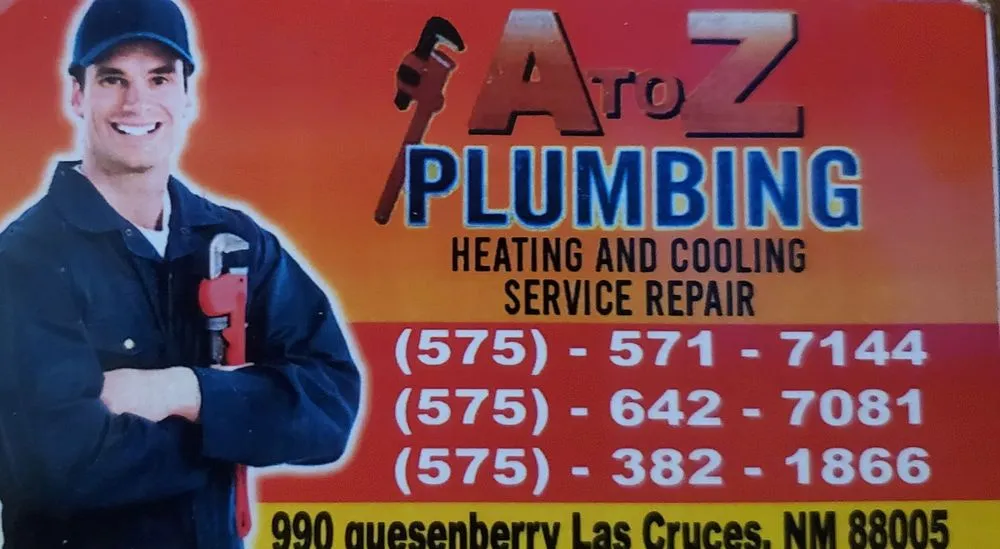 A TO Z
PLUMBING
HEATING AND COOLING
SERVICE REPAIR
(575) - 571 - 7144
(575) - 642 - 7081
(575) - 382 - 1866
990 quesenberry Las Cruces, NM 88005